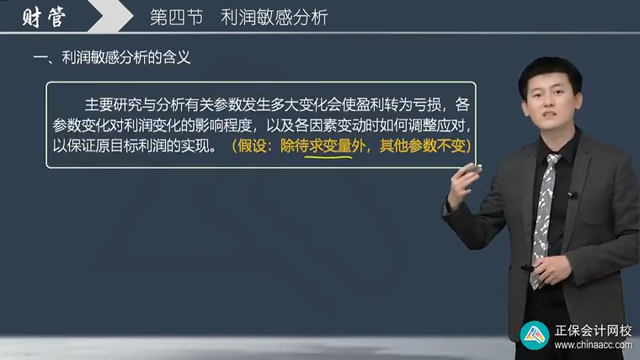 财管
第四节 利润敏感分析
一、利润敏感分析的含义
主要研究与分析有关参数发生多大变化会使盈利转为亏损，各
参数变化对利润变化的影响程度，以及各因素变动时如何调整应对，
以保证原目标利润的实现。（假设：除待求变量外，其他参数不变）
正保会计网校
www.chinaacc.com